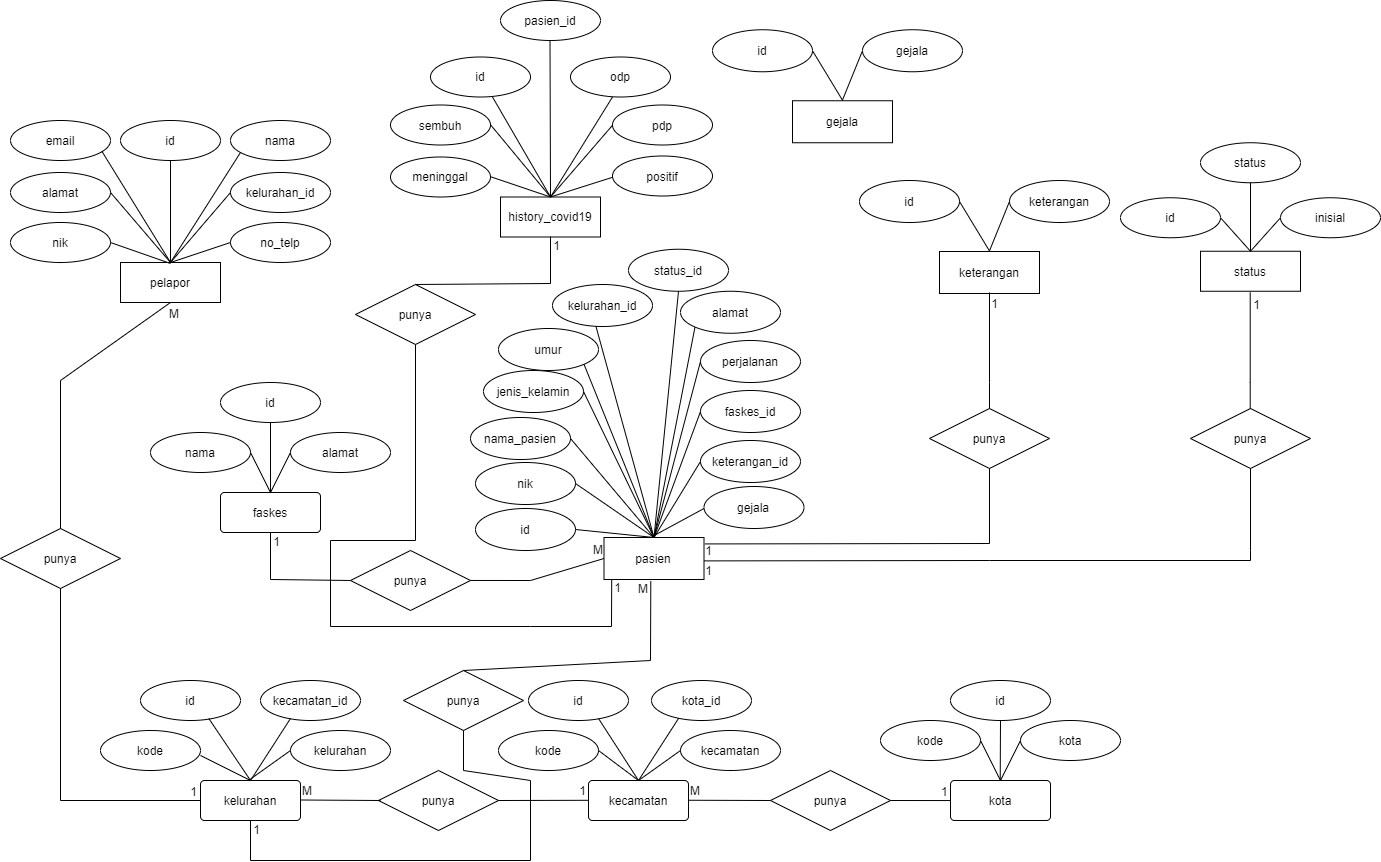 pasien_id
id
gejala
id
odp
gejala
sembuh
pdp
email
id
nama
status
meninggal
positif
alamat
kelurahan_id
id
keterangan
history_covid19
id
inisial
nik
no_telp
1
status_id
keterangan
status
pelapor
kelurahan_id
1
1
M
punya
alamat
umur
perjalanan
jenis_kelamin
id
faskes_id
nama_pasien
punya
punya
nama
alamat
keterangan_id
nik
gejala
faskes
id
1
M
1
punya
pasien
1
punya
1
M
id
kecamatan_id
punya
id
kota_id
id
kode
kelurahan
kode
kecamatan
kode
kota
1
M
1
M
1
kelurahan
punya
kecamatan
punya
kota
1